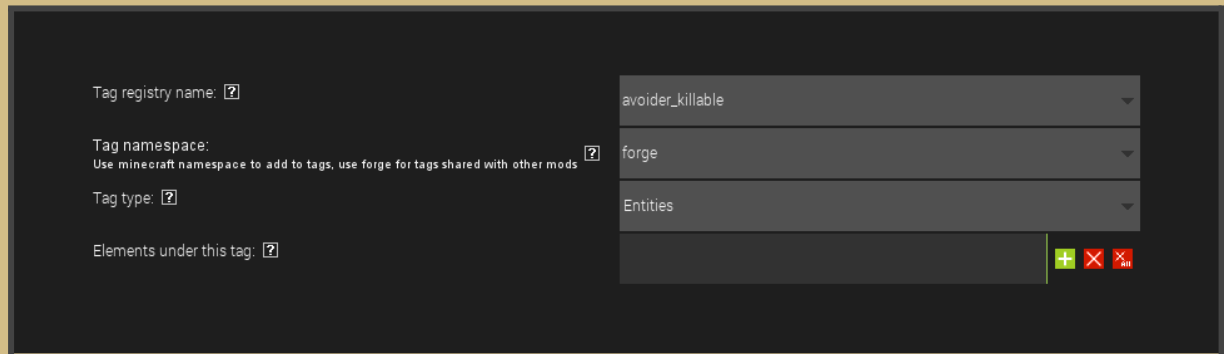 Tag registry name: ?
avoider_killable
Tag namespace:
Use minecraft namespace to add to tags, use forge for tags shared with other mods ?
forge
Tag type: ?
Entities
Elements under this tag: ?
All